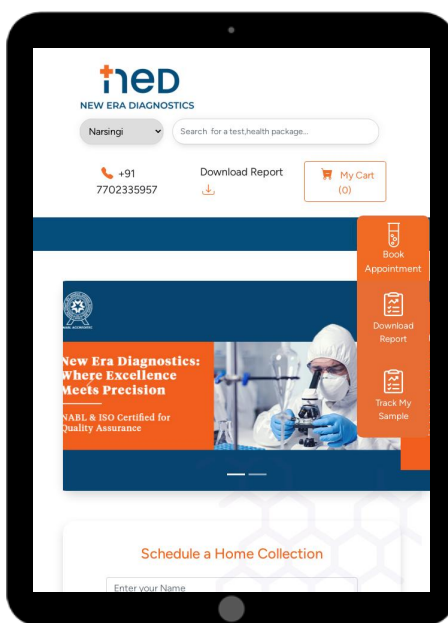 ned
NEW ERA DIAGNOSTICS
Narsingi
Search for a test,health package...
+91
7702335957
Download Report
My Cart
(0)
Book
Appointment
Download
Report
Track My
Sample
NABL ACCREDITED
New Era Diagnostics:
Where Excellence
Meets Precision
NABL & ISO Certified for
Quality Assurance
Schedule a Home Collection
Enter your Name